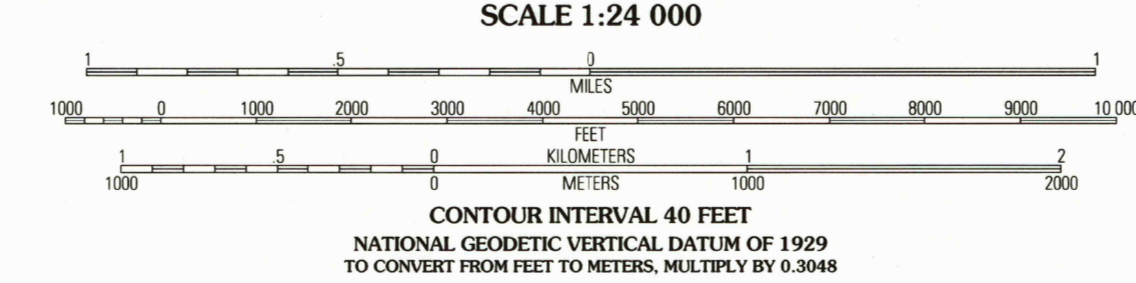 SCALE 1:24 000
1 .5 0 1
MILES
1000 0 1000 2000 3000 4000 5000 6000 7000 8000 9000 10 000
FEET
1 .5 0 KILOMETERS 1 2
1000 0 METERS 1000 2000
CONTOUR INTERVAL 40 FEET
NATIONAL GEODETIC VERTICAL DATUM OF 1929
TO CONVERT FROM FEET TO METERS, MULTIPLY BY 0.3048